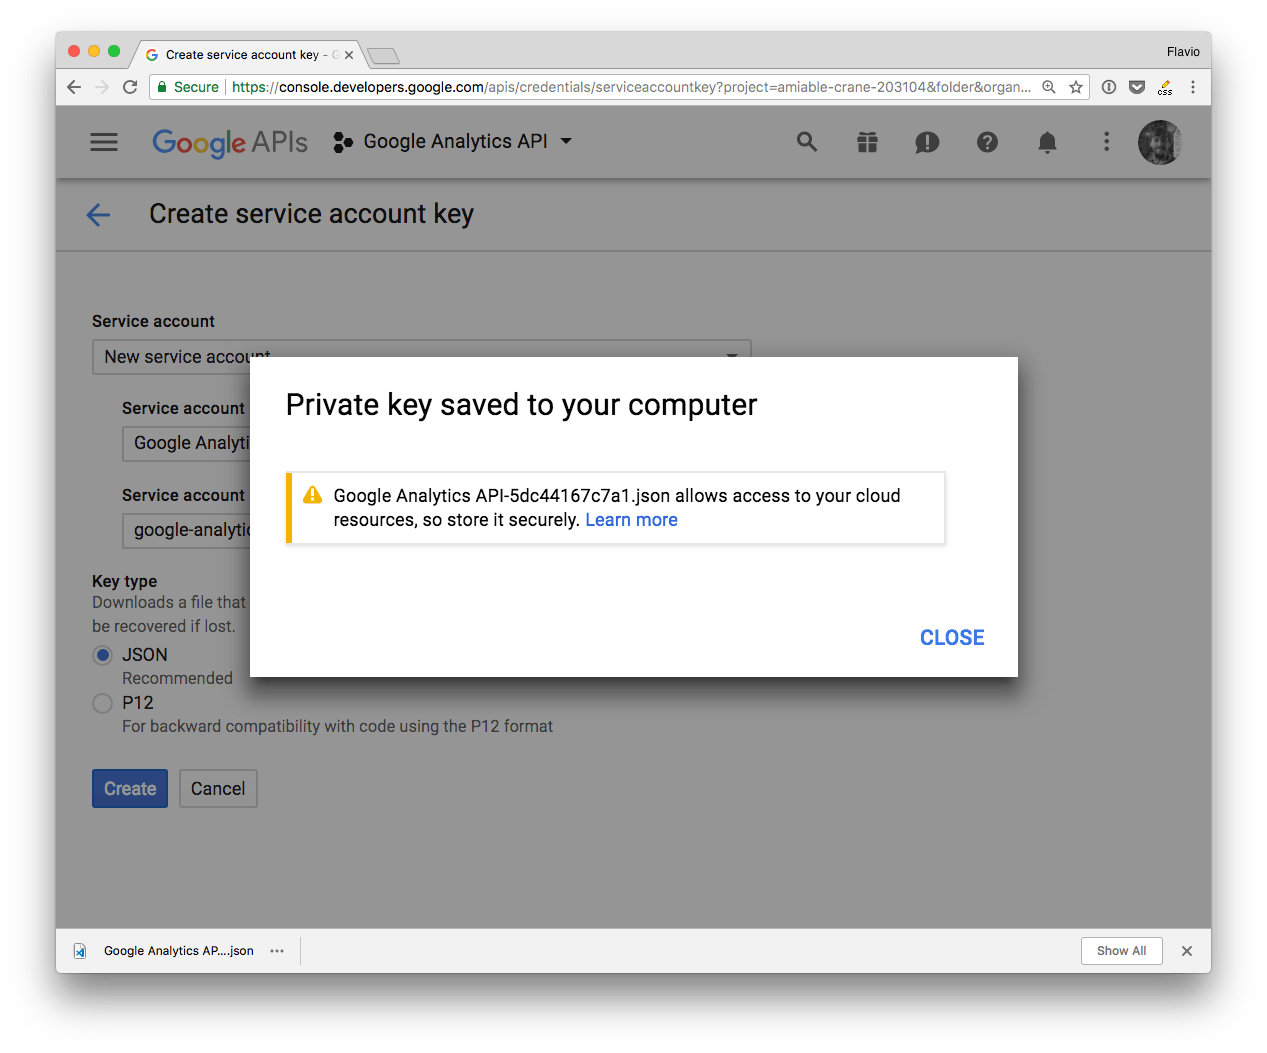 Create service account key - G
Flavio
Secure
https://console.developers.google.com/apis/credentials/serviceaccountkey?project=amiable-crane-203104&folder&organ...
css
Google APIs
Google Analytics API
Create service account key
Service account
New service account
Private key saved to your computer
Service account
Google Analyti
Google Analytics API-5dc44167c7a1.json allows access to your cloud
resources, so store it securely. Learn more
Service account
google-analytic
Key type
Downloads a file that
be recovered if lost.
CLOSE
JSON
Recommended
P12
For backward compatibility with code using the P12 format
Create
Cancel
Google Analytics AP....json
Show All